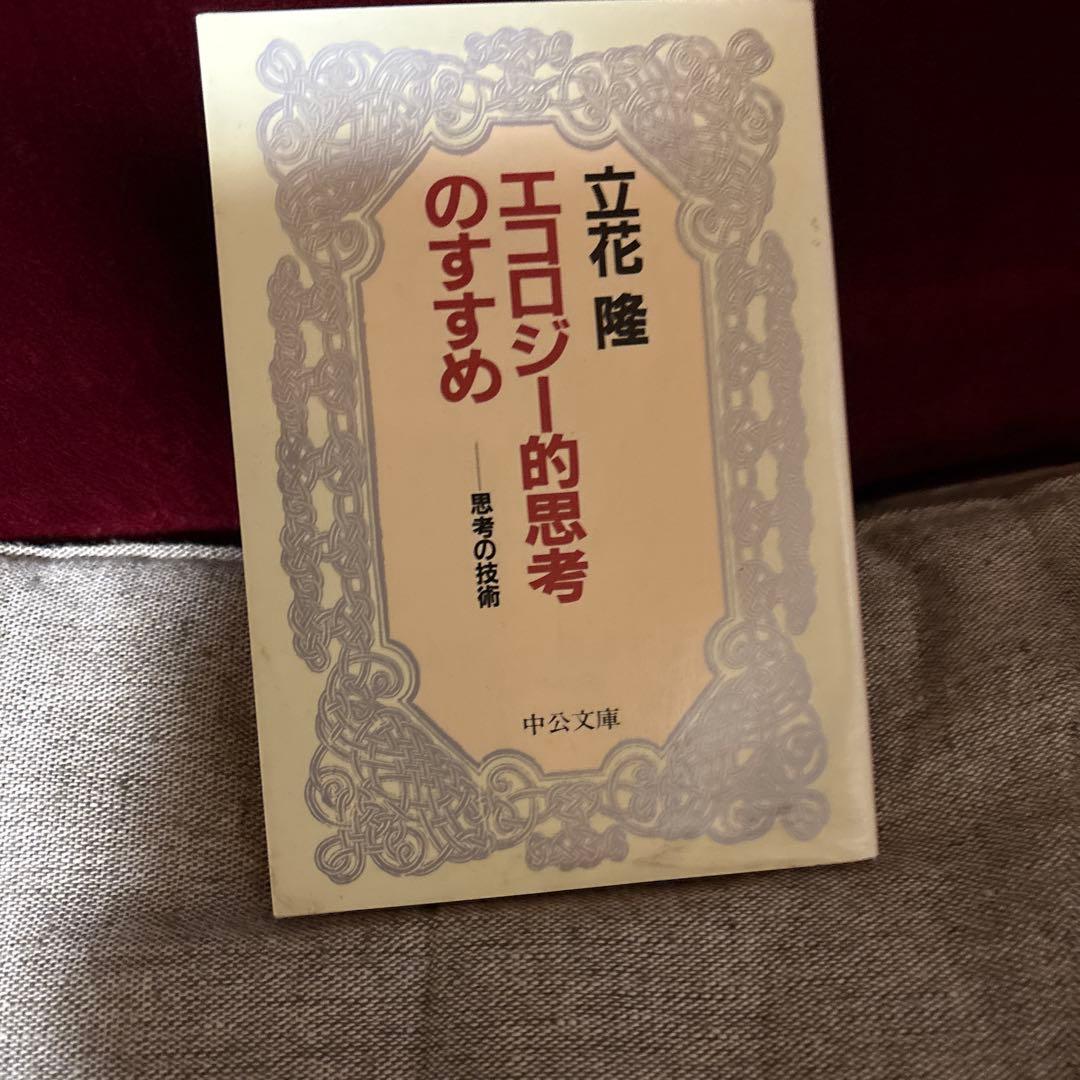 立花 隆
エコロジー的思考
のすすめ
──思考の技術
中公文庫